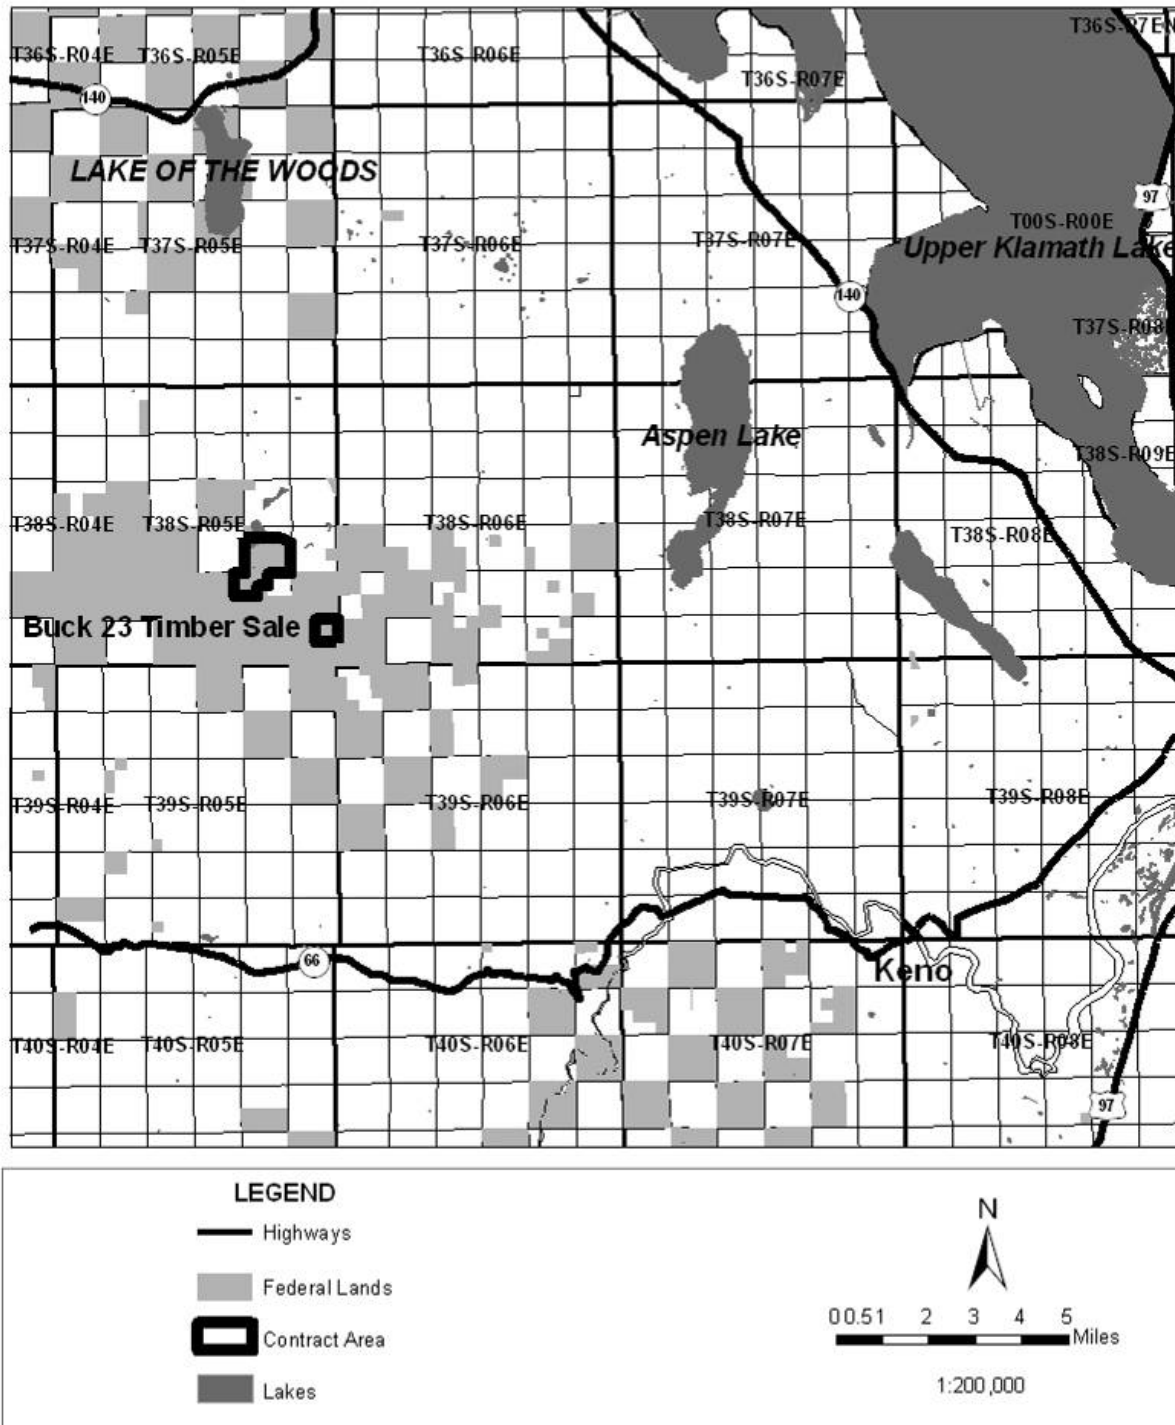 T36S-R04E
T36S-R05E
T36S-R06E
T36S-R07E
T36S-R7E
140
LAKE OF THE WOODS
97
T37S-R04E
T37S-R05E
T37S-R06E
T37S-R07E
T00S-R00E
Upper Klamath Lake
140
T37S-R08
Aspen Lake
T38S-R09E
T38S-R04E
T38S-R05E
T38S-R06E
T38S-R07E
T38S-R08E
Buck 23 Timber Sale
T39S-R04E
T39S-R05E
T39S-R06E
T39S-R07E
T39S-R08E
66
Keno
T40S-R04E
T40S-R05E
T40S-R06E
T40S-R07E
T40S-R08E
97
LEGEND
Highways
Federal Lands
Contract Area
Lakes
N
0 0.5 1 2 3 4 5
Miles
1:200,000